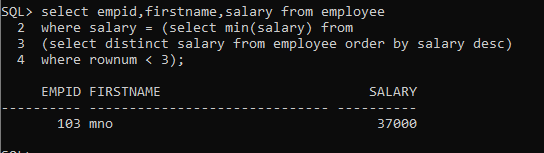 SQL> select empid,firstname,salary from employee
2 where salary = (select min(salary) from
3 (select distinct salary from employee order by salary desc)
4 where rownum < 3);
EMPID FIRSTNAME SALARY
---------- ------------------------------ ----------
103 mno 37000
SQL>